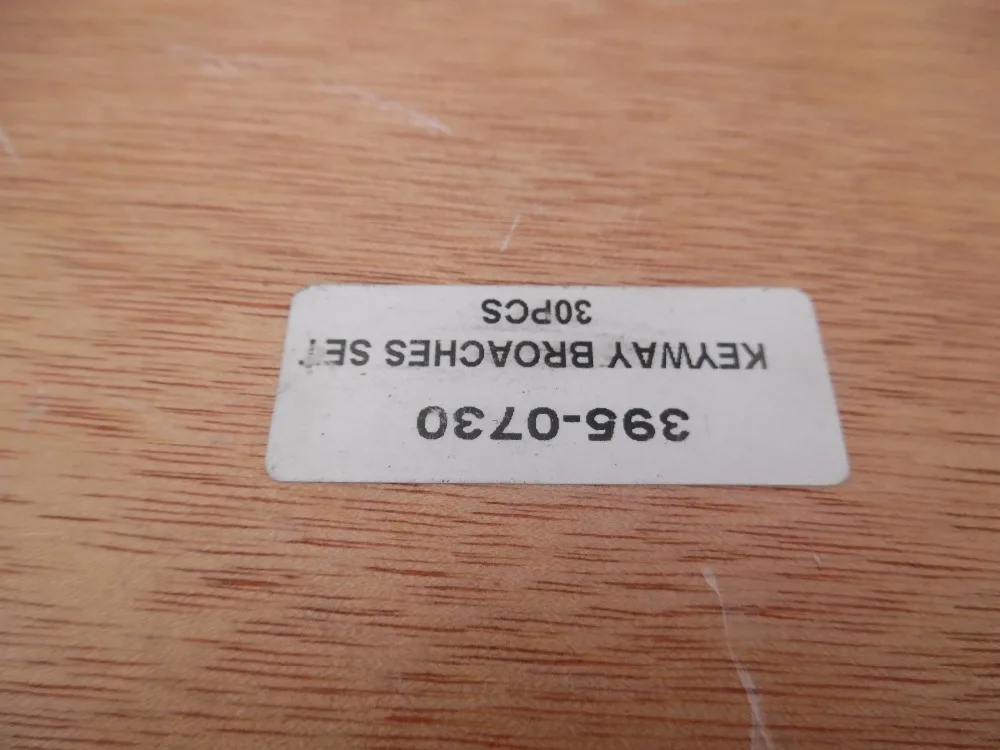 395-0730
KEYWAY BROACHES SET
30PCS